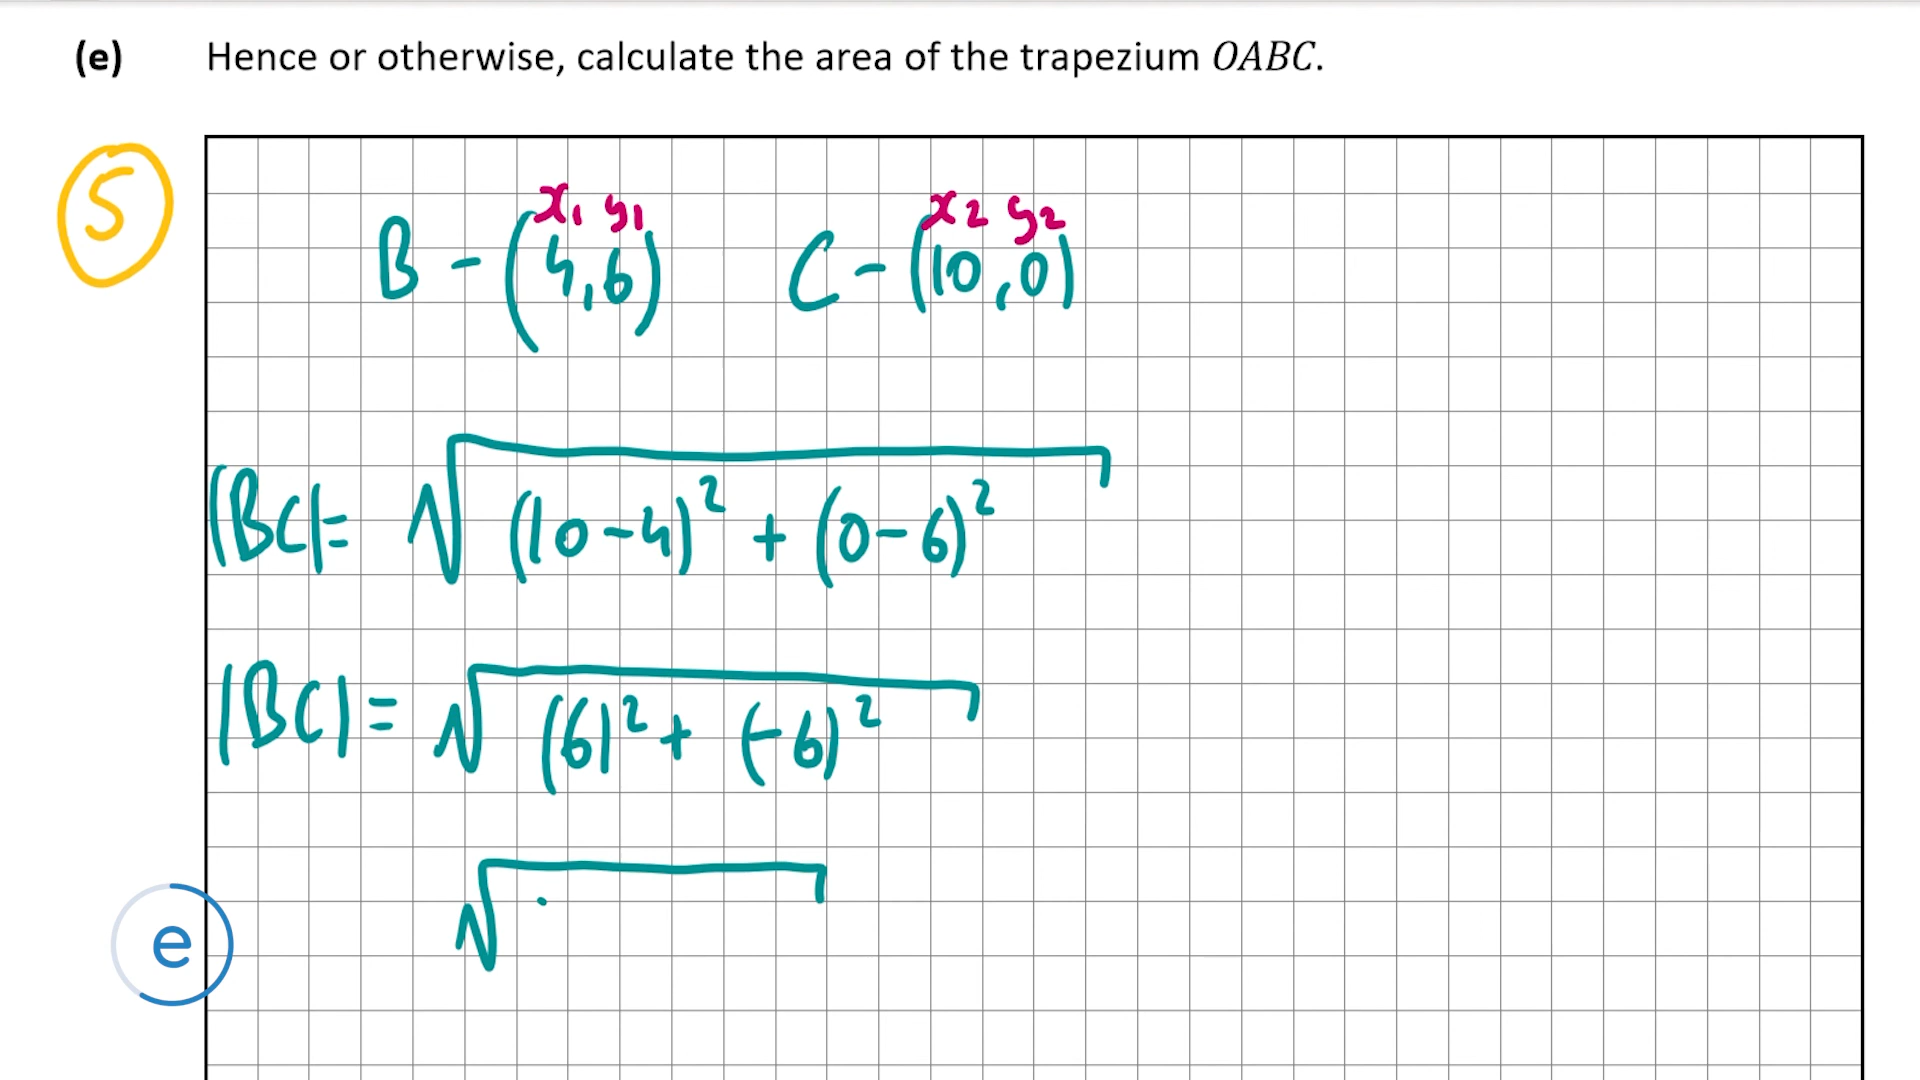 (e) Hence or otherwise, calculate the area of the trapezium OABC.
5
x₁ y₁ x₂ y₂
B - (4,6) C - (10,0)
|BC|= √(10-4)² + (0-6)²
|BC| = √(6)² + (-6)²
√
e